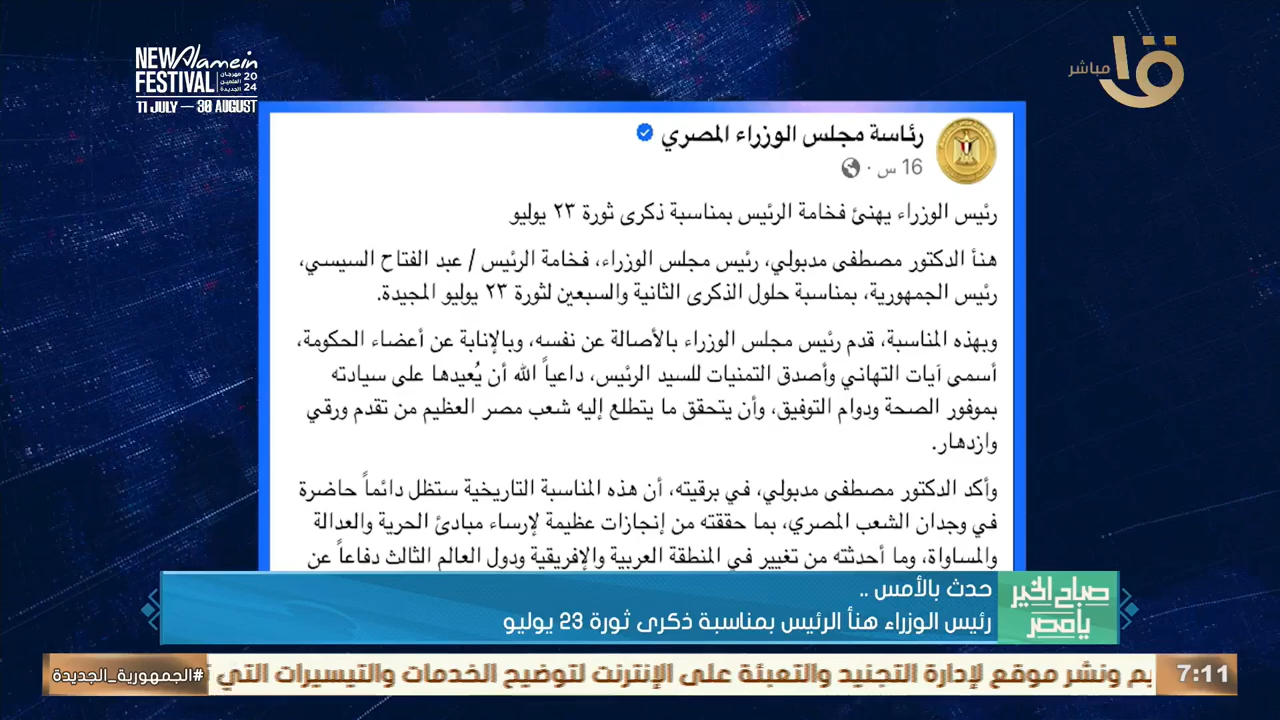 NEW Alamein
FESTIVAL
مهرجان
العلمين
الجديدة
2024
11 JULY — 30 AUGUST
مباشر
رئاسة مجلس الوزراء المصري
16 س ·
رئيس الوزراء يهنئ فخامة الرئيس بمناسبة ذكرى ثورة ٢٣ يوليو
هنأ الدكتور مصطفى مدبولي، رئيس مجلس الوزراء، فخامة الرئيس / عبد الفتاح السيسي،
رئيس الجمهورية، بمناسبة حلول الذكرى الثانية والسبعين لثورة ٢٣ يوليو المجيدة.
وبهذه المناسبة، قدم رئيس مجلس الوزراء بالأصالة عن نفسه، وبالإنابة عن أعضاء الحكومة،
أسمى آيات التهاني وأصدق التمنيات للسيد الرئيس، داعياً الله أن يُعيدها على سيادته
بموفور الصحة ودوام التوفيق، وأن يتحقق ما يتطلع إليه شعب مصر العظيم من تقدم ورقي
وازدهار.
وأكد الدكتور مصطفى مدبولي، في برقيته، أن هذه المناسبة التاريخية ستظل دائماً حاضرة
في وجدان الشعب المصري، بما حققته من إنجازات عظيمة لإرساء مبادئ الحرية والعدالة
والمساواة، وما أحدثته من تغيير في المنطقة العربية والإفريقية ودول العالم الثالث دفاعاً عن
صباح الخير
يا مصر
حدث بالأمس ..
رئيس الوزراء هنأ الرئيس بمناسبة ذكرى ثورة 23 يوليو
7:11
يم ونشر موقع لإدارة التجنيد والتعبئة على الإنترنت لتوضيح الخدمات والتيسيرات التي
#الجمهورية_الجديدة